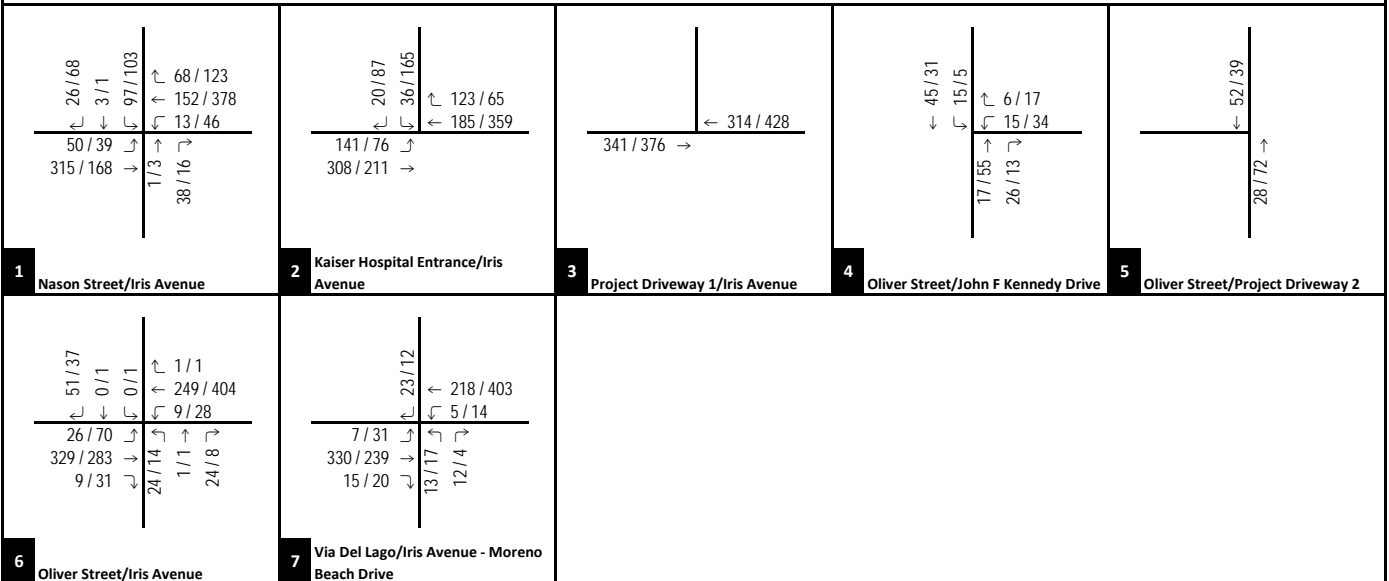 26 / 68
3 / 1
97 / 103
68 / 123
152 / 378
13 / 46
50 / 39
315 / 168
1 / 3
38 / 16
1
Nason Street/Iris Avenue
20 / 87
36 / 165
123 / 65
185 / 359
141 / 76
308 / 211
2
Kaiser Hospital Entrance/Iris
Avenue
314 / 428
341 / 376
3
Project Driveway 1/Iris Avenue
45 / 31
15 / 5
6 / 17
15 / 34
17 / 55
26 / 13
4
Oliver Street/John F Kennedy Drive
52 / 39
28 / 72
5
Oliver Street/Project Driveway 2
51 / 37
0 / 1
0 / 1
1 / 1
249 / 404
9 / 28
26 / 70
329 / 283
9 / 31
24 / 14
1 / 1
24 / 8
6
Oliver Street/Iris Avenue
23 / 12
218 / 403
5 / 14
7 / 31
330 / 239
15 / 20
13 / 17
12 / 4
7
Via Del Lago/Iris Avenue - Moreno
Beach Drive